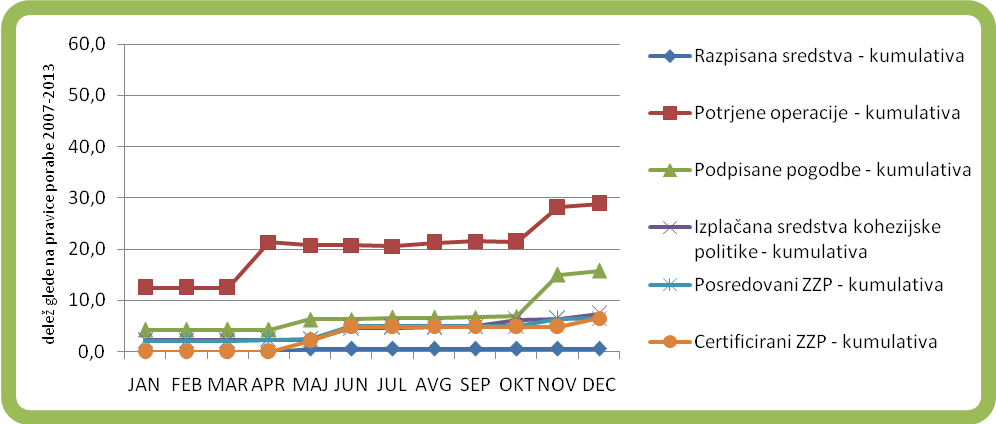 delež glede na pravice porabe 2007-2013
60,0
50,0
40,0
30,0
20,0
10,0
0,0
JAN FEB MAR APR MAJ JUN JUL AVG SEP OKT NOV DEC
Razpisana sredstva - kumulativa
Potrjene operacije - kumulativa
Podpisane pogodbe - kumulativa
Izplačana sredstva kohezijske
politike - kumulativa
Posredovani ZZP - kumulativa
Certificirani ZZP - kumulativa